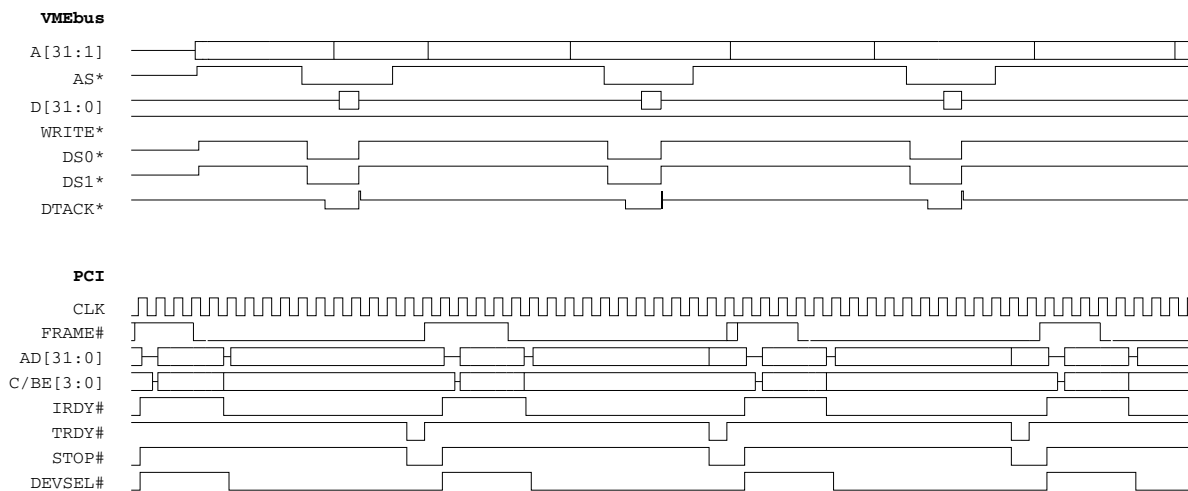 VMEbus
A[31:1]
AS*
D[31:0]
WRITE*
DS0*
DS1*
DTACK*
PCI
CLK
FRAME#
AD[31:0]
C/BE[3:0]
IRDY#
TRDY#
STOP#
DEVSEL#